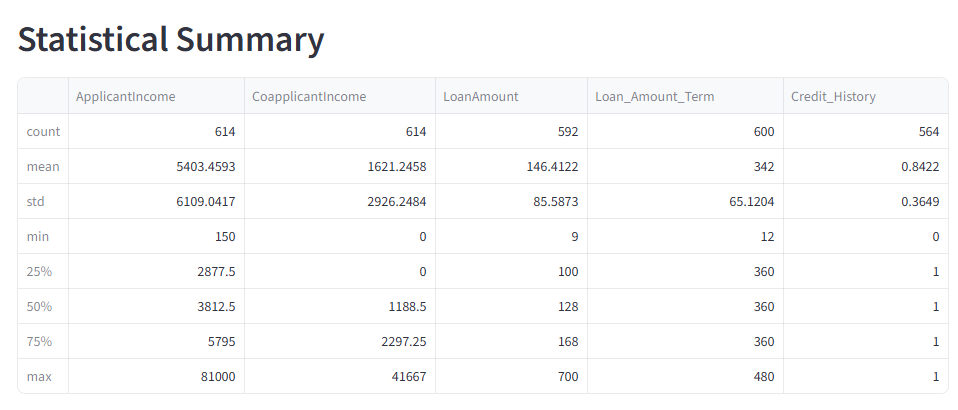 Statistical Summary
ApplicantIncome CoapplicantIncome LoanAmount Loan_Amount_Term Credit_History
count 614 614 592 600 564
mean 5403.4593 1621.2458 146.4122 342 0.8422
std 6109.0417 2926.2484 85.5873 65.1204 0.3649
min 150 0 9 12 0
25% 2877.5 0 100 360 1
50% 3812.5 1188.5 128 360 1
75% 5795 2297.25 168 360 1
max 81000 41667 700 480 1